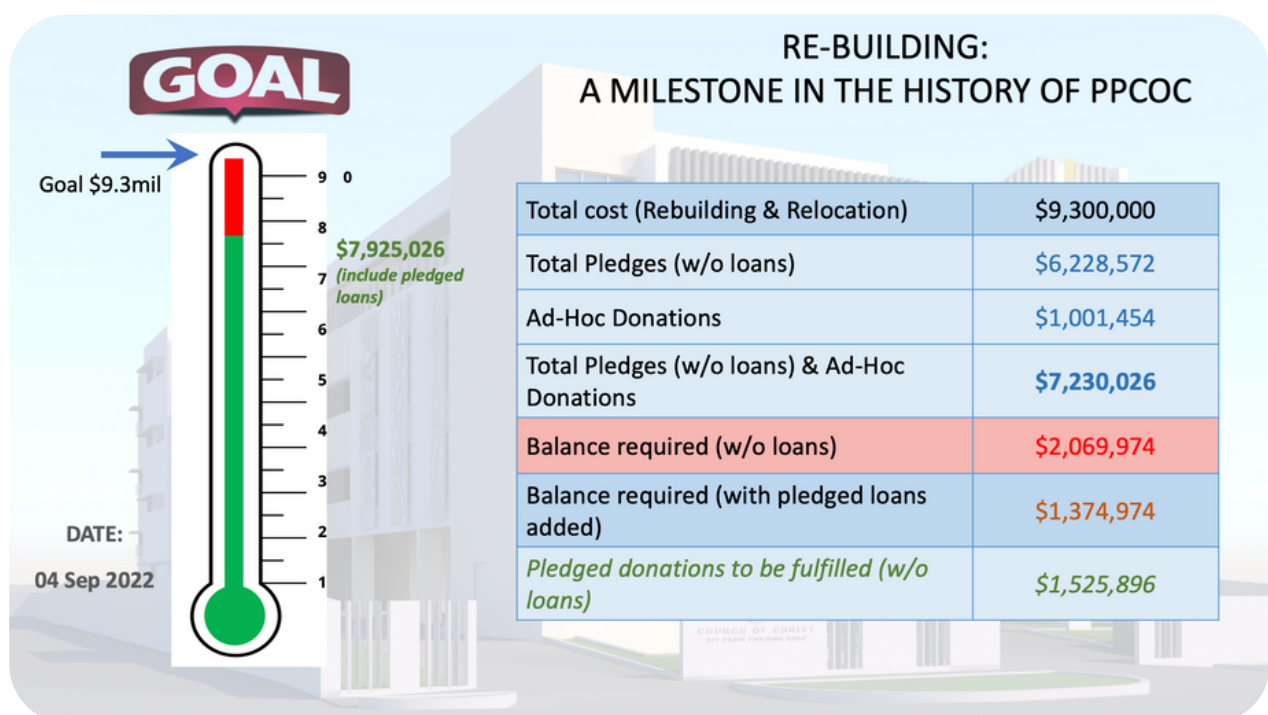 GOAL
Goal $9.3mil
9 0
8
7
6
5
4
3
2
1
$7,925,026
(include pledged
loans)
DATE:
04 Sep 2022
RE-BUILDING:
A MILESTONE IN THE HISTORY OF PPCOC
Total cost (Rebuilding & Relocation) $9,300,000
Total Pledges (w/o loans) $6,228,572
Ad-Hoc Donations $1,001,454
Total Pledges (w/o loans) & Ad-Hoc
Donations $7,230,026
Balance required (w/o loans) $2,069,974
Balance required (with pledged loans
added) $1,374,974
Pledged donations to be fulfilled (w/o
loans) $1,525,896
CHURCH OF CHRIST